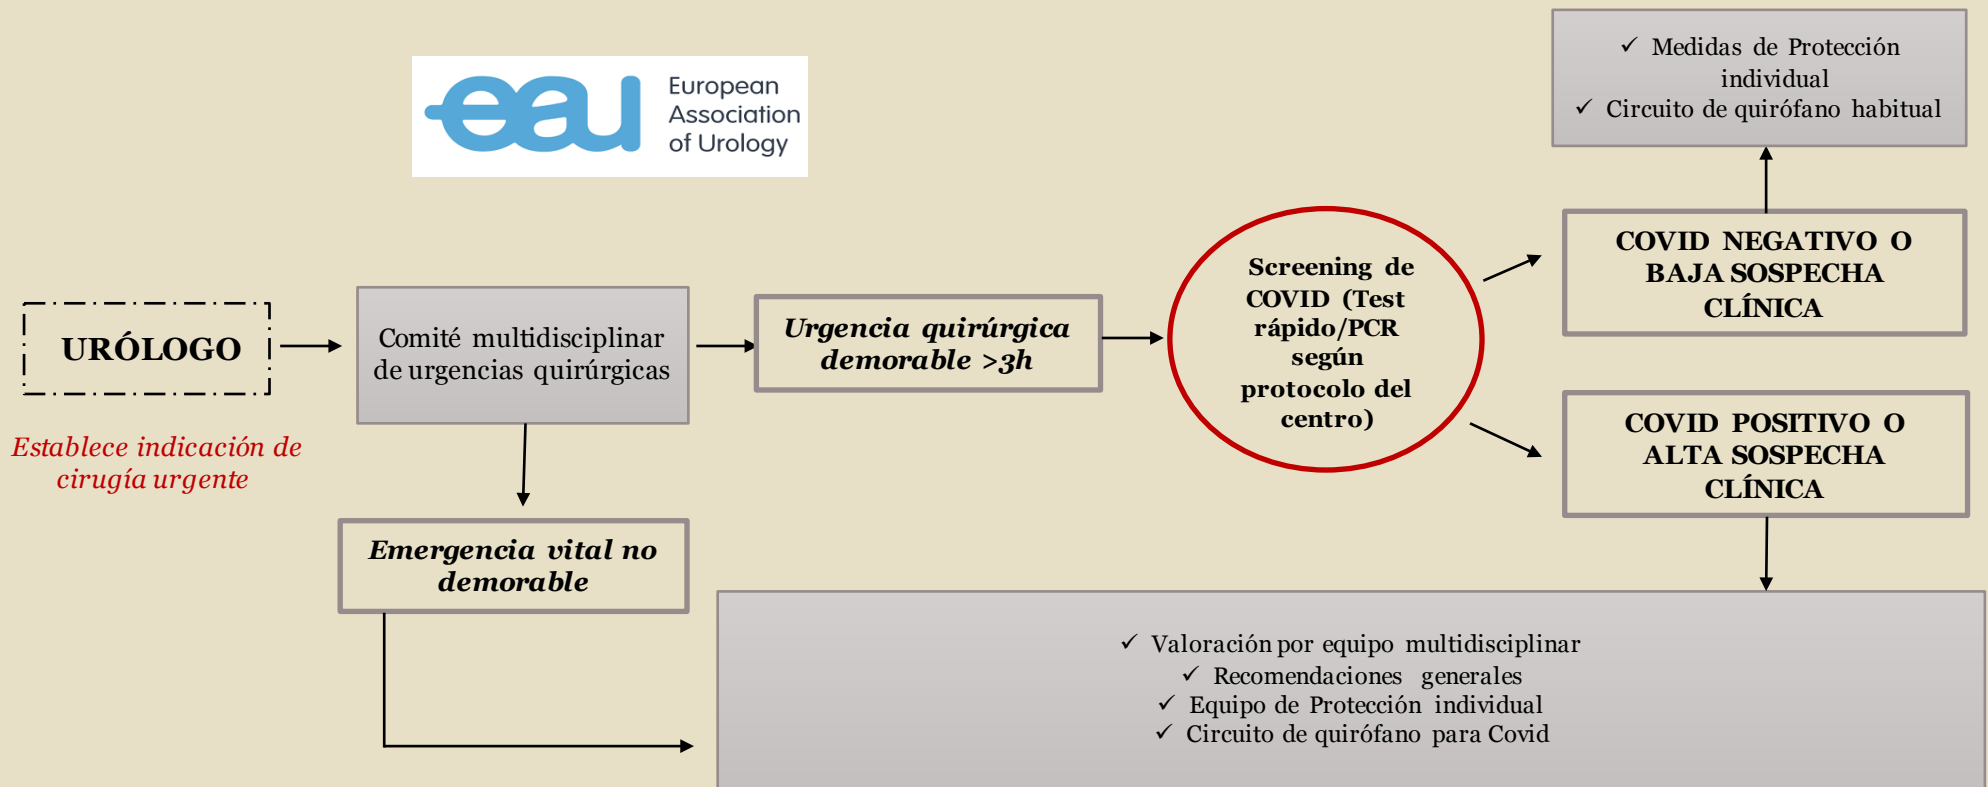 European
Association
of Urology
eau
✓ Medidas de Protección
individual
✓ Circuito de quirófano habitual
URÓLOGO
Establece indicación de
cirugía urgente
Comité multidisciplinar
de urgencias quirúrgicas
Urgencia quirúrgica
demorable >3h
Screening de
COVID (Test
rápido/PCR
según
protocolo del
centro)
COVID NEGATIVO O
BAJA SOSPECHA
CLÍNICA
COVID POSITIVO O
ALTA SOSPECHA
CLÍNICA
Emergencia vital no
demorable
✓ Valoración por equipo multidisciplinar
✓ Recomendaciones generales
✓ Equipo de Protección individual
✓ Circuito de quirófano para Covid